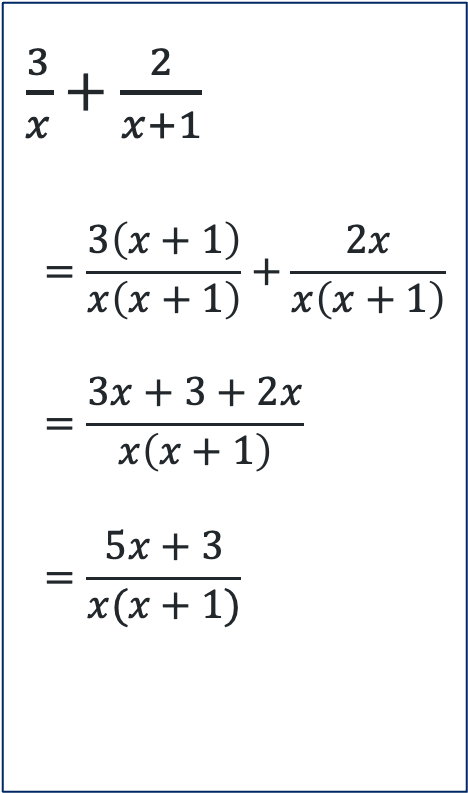 3/x + 2/(x+1)
= 3(x + 1)/x(x + 1) + 2x/x(x + 1)
= (3x + 3 + 2x)/x(x + 1)
= (5x + 3)/x(x + 1)